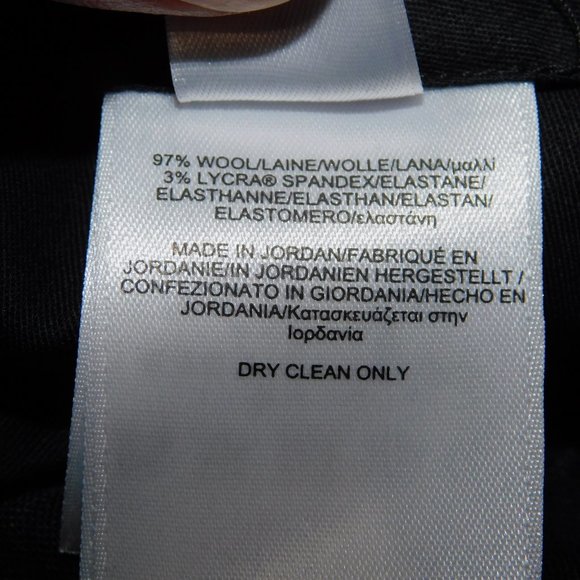 97% WOOL/LAINE/WOLLE/LANA/μαλλί
3% LYCRA® SPANDEX/ELASTANE/
ELASTHANNE/ELASTHAN/ELASTAN/
ELASTOMERO/ελαστάνη
MADE IN JORDAN/FABRIQUÉ EN
JORDANIE/IN JORDANIEN HERGESTELLT /
CONFEZIONATO IN GIORDANIA/HECHO EN
JORDANIA/Κατασκευάζεται στην
Ιορδανία
DRY CLEAN ONLY